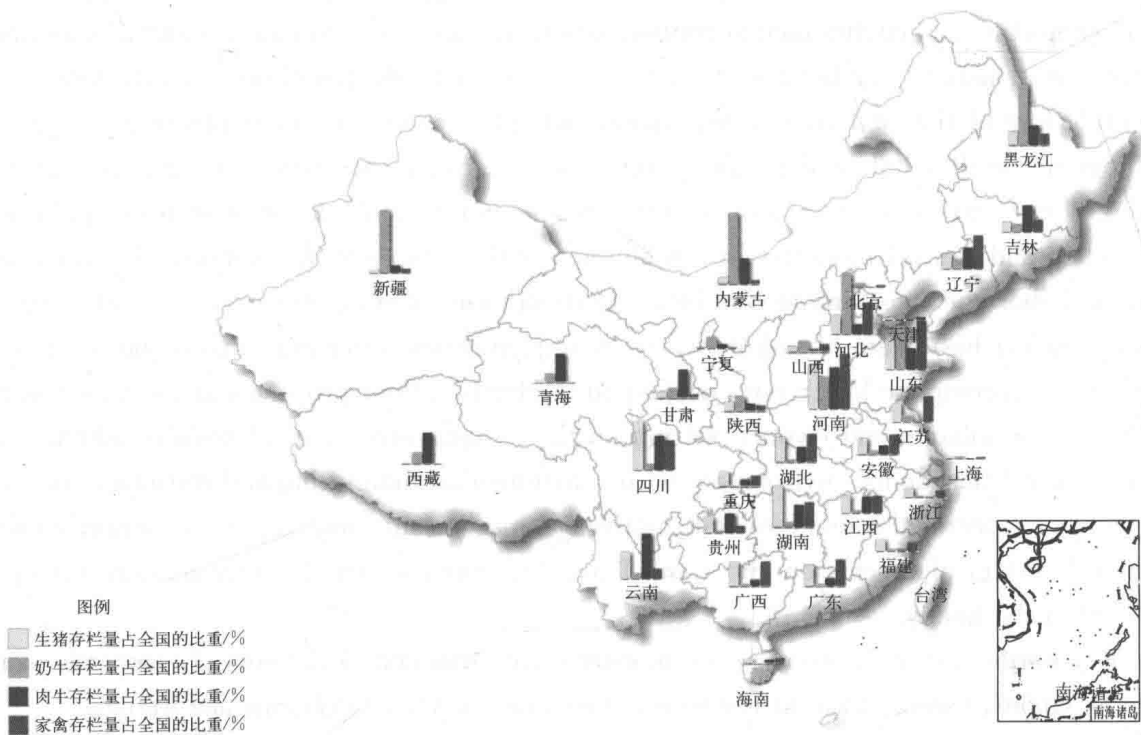 黑龙江
吉林
辽宁
新疆
内蒙古
北京
天津
河北
宁夏
山西
山东
青海
甘肃
陕西
河南
江苏
西藏
四川
湖北
安徽
上海
重庆
浙江
贵州
湖南
江西
福建
云南
广西
广东
台湾
海南
南海诸岛
南海诸岛
图例
生猪存栏量占全国的比重/%
奶牛存栏量占全国的比重/%
肉牛存栏量占全国的比重/%
家禽存栏量占全国的比重/%